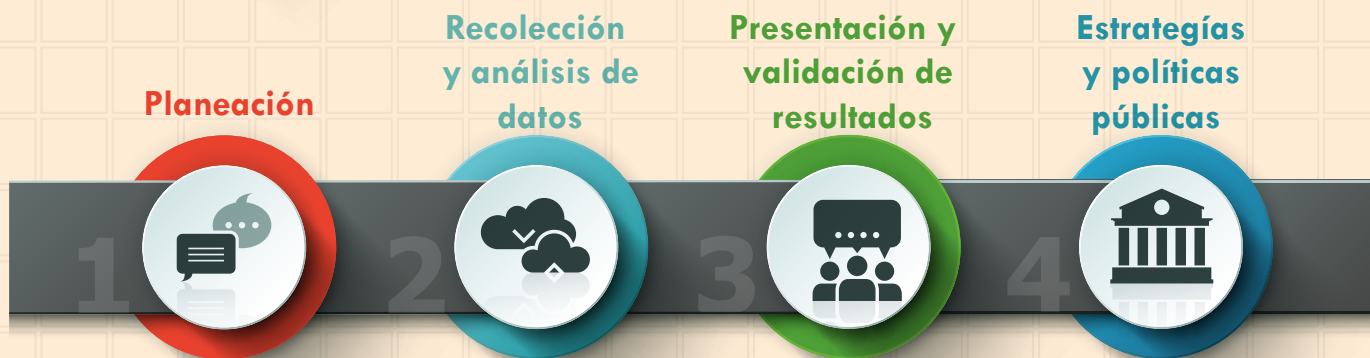 Planeación
Recolección
y análisis de
datos
Presentación y
validación de
resultados
Estrategías
y políticas
públicas
1
2
3
4